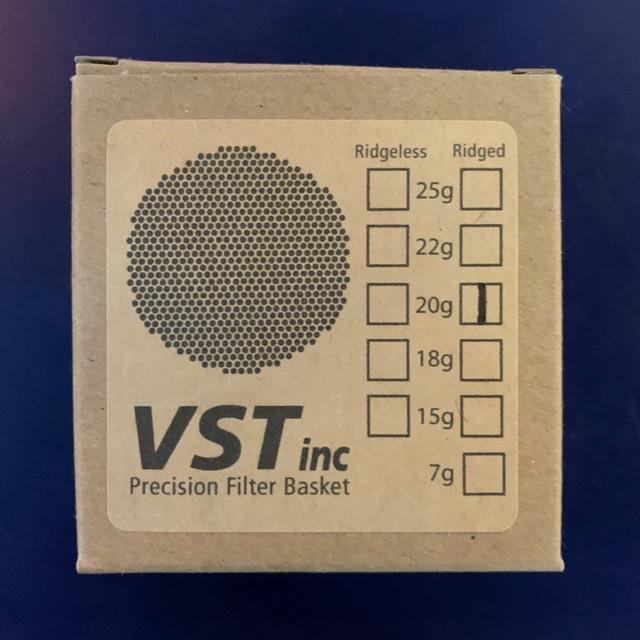 Ridgeless Ridged
25g
22g
20g
18g
15g
7g
VST inc
Precision Filter Basket